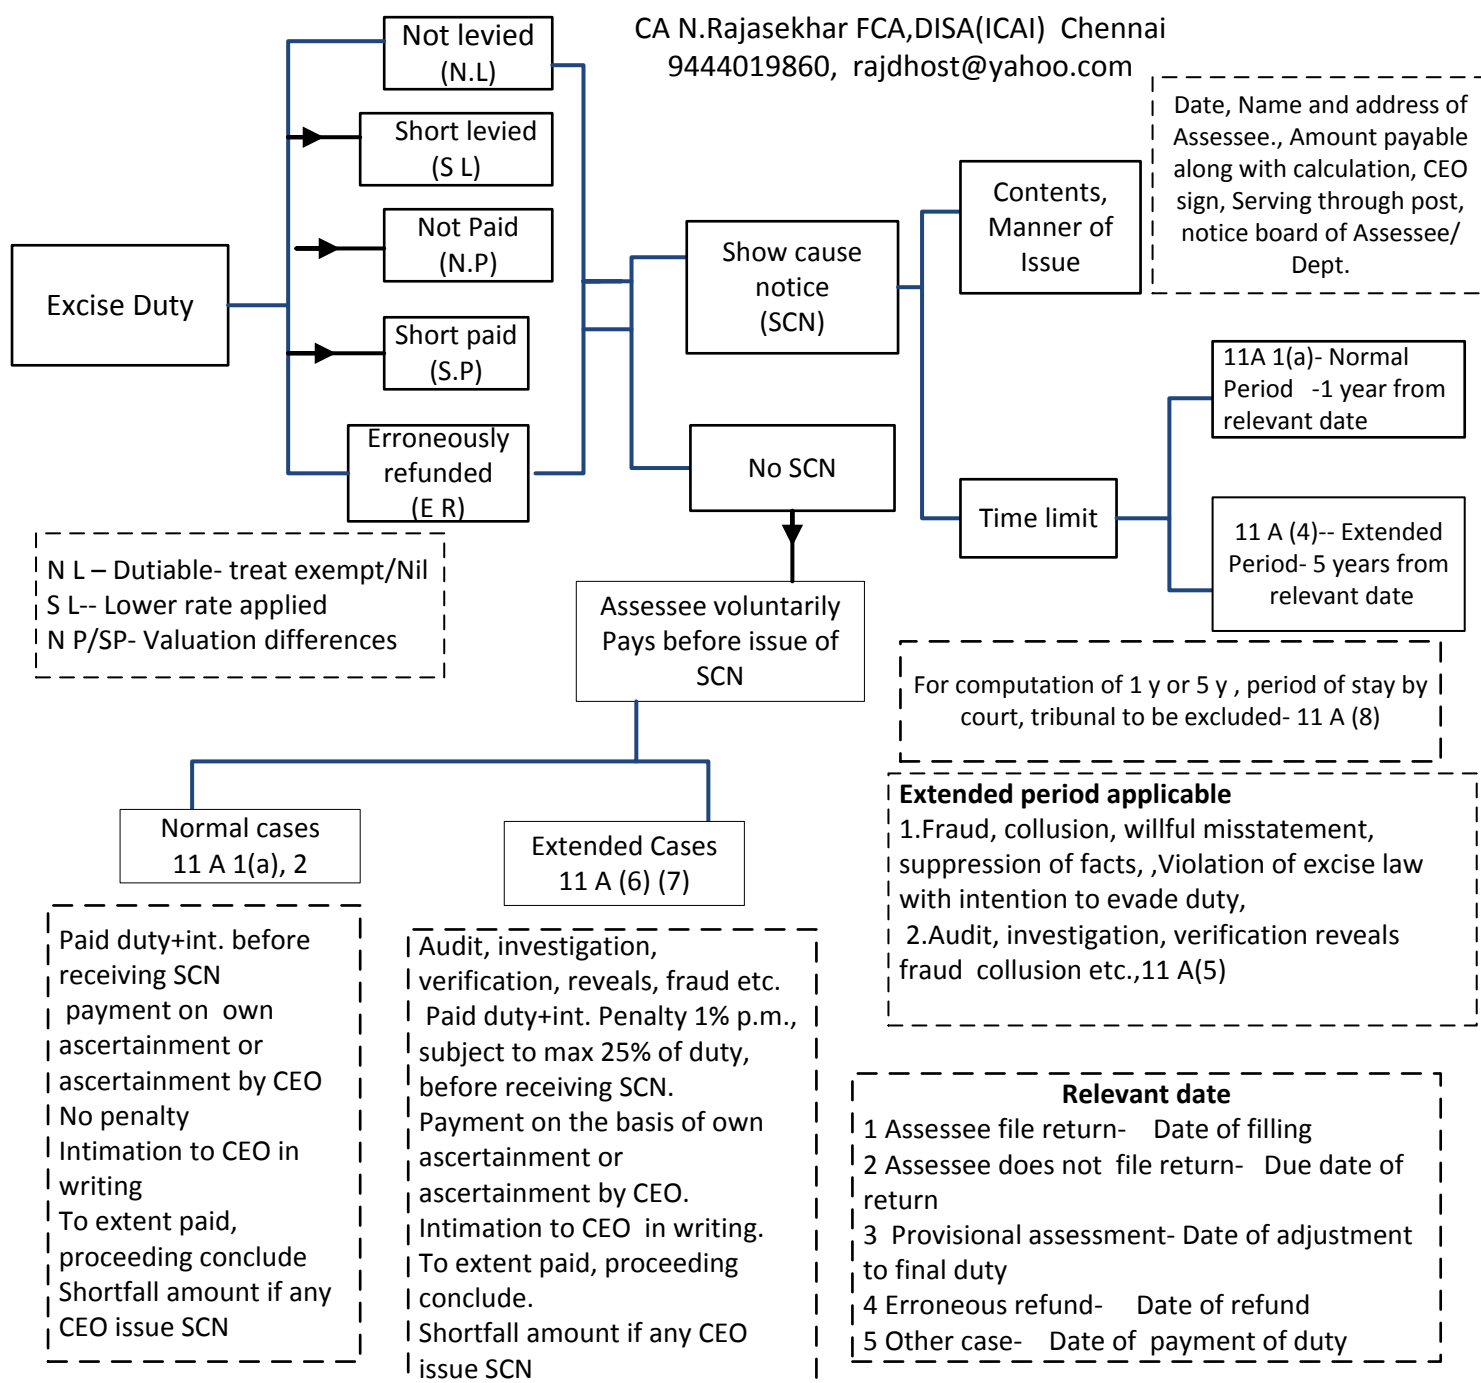 CA N.Rajasekhar FCA,DISA(ICAI) Chennai
9444019860, rajdhost@yahoo.com
Excise Duty
Not levied
(N.L)
Short levied
(S L)
Not Paid
(N.P)
Short paid
(S.P)
Erroneously
refunded
(E R)
N L – Dutiable- treat exempt/Nil
S L-- Lower rate applied
N P/SP- Valuation differences
Show cause
notice
(SCN)
No SCN
Contents,
Manner of
Issue
Date, Name and address of
Assessee., Amount payable
along with calculation, CEO
sign, Serving through post,
notice board of Assessee/
Dept.
Time limit
11A 1(a)- Normal
Period -1 year from
relevant date
11 A (4)-- Extended
Period- 5 years from
relevant date
For computation of 1 y or 5 y , period of stay by
court, tribunal to be excluded- 11 A (8)
Extended period applicable
1.Fraud, collusion, willful misstatement,
suppression of facts, ,Violation of excise law
with intention to evade duty,
2.Audit, investigation, verification reveals
fraud collusion etc.,11 A(5)
Assessee voluntarily
Pays before issue of
SCN
Normal cases
11 A 1(a), 2
Paid duty+int. before
receiving SCN
payment on own
ascertainment or
ascertainment by CEO
No penalty
Intimation to CEO in
writing
To extent paid,
proceeding conclude
Shortfall amount if any
CEO issue SCN
Extended Cases
11 A (6) (7)
Audit, investigation,
verification, reveals, fraud etc.
Paid duty+int. Penalty 1% p.m.,
subject to max 25% of duty,
before receiving SCN.
Payment on the basis of own
ascertainment or
ascertainment by CEO.
Intimation to CEO in writing.
To extent paid, proceeding
conclude.
Shortfall amount if any CEO
issue SCN
Relevant date
1 Assessee file return- Date of filling
2 Assessee does not file return- Due date of
return
3 Provisional assessment- Date of adjustment
to final duty
4 Erroneous refund- Date of refund
5 Other case- Date of payment of duty